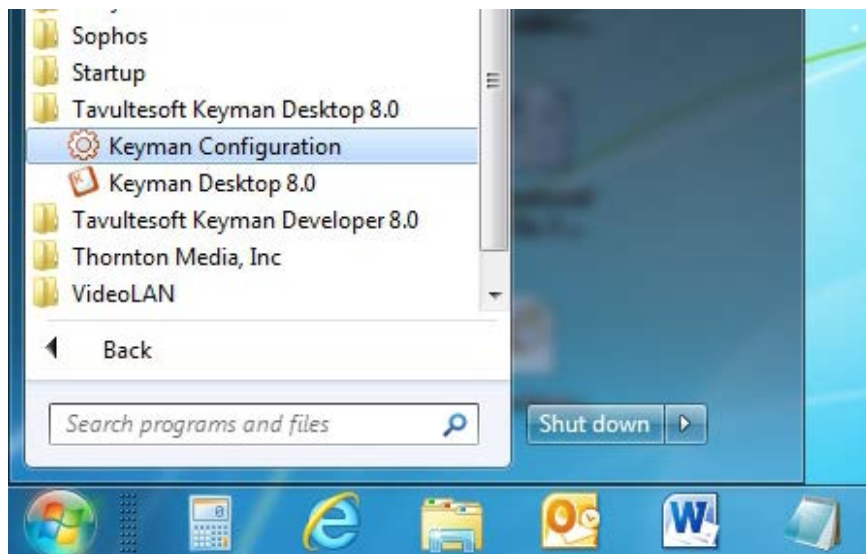 Sophos
Startup
Tavultesoft Keyman Desktop 8.0
Keyman Configuration
Keyman Desktop 8.0
Tavultesoft Keyman Developer 8.0
Thornton Media, Inc
VideoLAN
Back
Search programs and files
Shut down